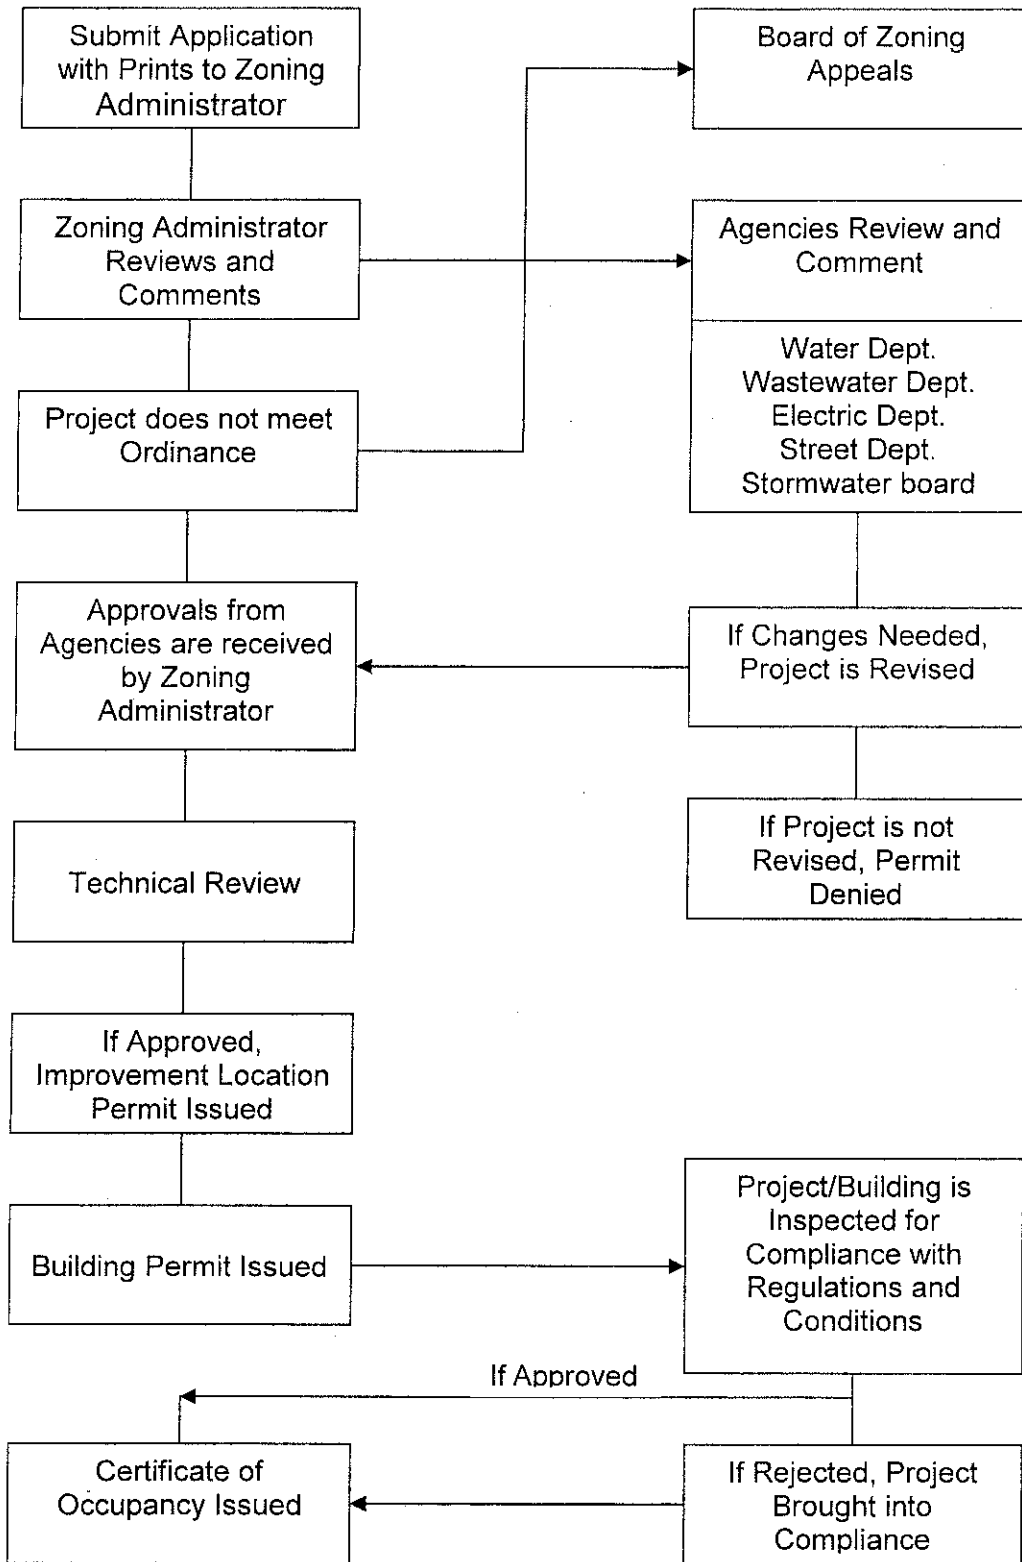 Submit Application
with Prints to Zoning
Administrator
Board of Zoning
Appeals
Zoning Administrator
Reviews and
Comments
Agencies Review and
Comment
Water Dept.
Wastewater Dept.
Electric Dept.
Street Dept.
Stormwater board
Project does not meet
Ordinance
Approvals from
Agencies are received
by Zoning
Administrator
If Changes Needed,
Project is Revised
If Project is not
Revised, Permit
Denied
Technical Review
If Approved,
Improvement Location
Permit Issued
Building Permit Issued
Project/Building is
Inspected for
Compliance with
Regulations and
Conditions
If Approved
Certificate of
Occupancy Issued
If Rejected, Project
Brought into
Compliance